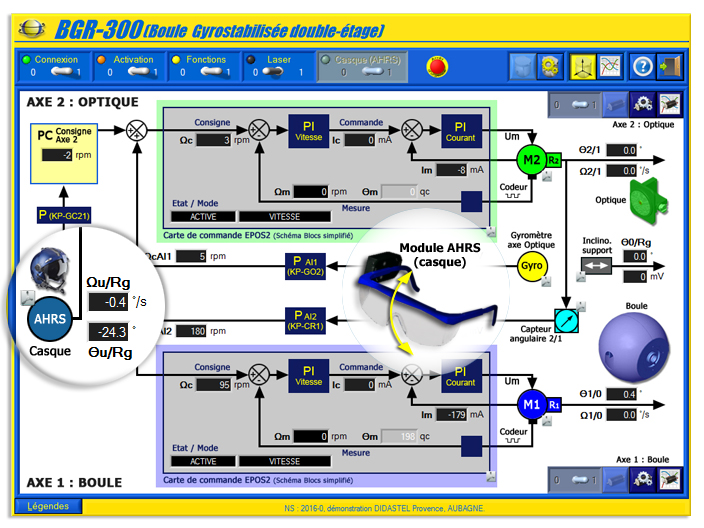 BGR-300 (Boule Gyrostabilisée double-étage)
Connexion
0 1
Activation
0 1
Fonctions
0 1
Laser
0 1
Casque (AHRS)
0 1
AXE 2 : OPTIQUE
0 1
Axe 2 : Optique
PC Consigne
Axe 2
-2 rpm
P (KP-GC21)
Consigne
Ωc 3 rpm
PI
Vitesse
Commande
Ic 0 mA
PI
Courant
Um
M2
R2
Im -8 mA
Codeur
Ωm 0 rpm
Θm 0 qc
Mesure
Etat / Mode
ACTIVE VITESSE
Carte de commande EPOS2 (Schéma Blocs simplifié)
Θ2/1 0.0 °
Ω2/1 0.0 °/s
Optique
ΩcAI1 5 rpm
P AI1
(KP-GO2)
Module AHRS
(casque)
Gyromètre
axe Optique
Gyro
Inclino.
support
Θ0/Rg
0.0 °
0 mV
Ωu/Rg
-0.4 °/s
-24.3 °
Θu/Rg
AHRS
Casque
AI2 180 rpm
P AI2
(KP-CR1)
Capteur
angulaire 2/1
Boule
Consigne
Ωc 95 rpm
PI
Vitesse
Commande
Ic 0 mA
PI
Courant
Um
M1
R1
Im -179 mA
Codeur
Ωm 0 rpm
Θm 198 qc
Mesure
Etat / Mode
ACTIVE VITESSE
Carte de commande EPOS2 (Schéma Blocs simplifié)
Θ1/0 0.4 °
Ω1/0 0.0 °/s
Axe 1 : Boule
0 1
AXE 1 : BOULE
Légendes
NS : 2016-0, démonstration DIDASTEL Provence, AUBAGNE.